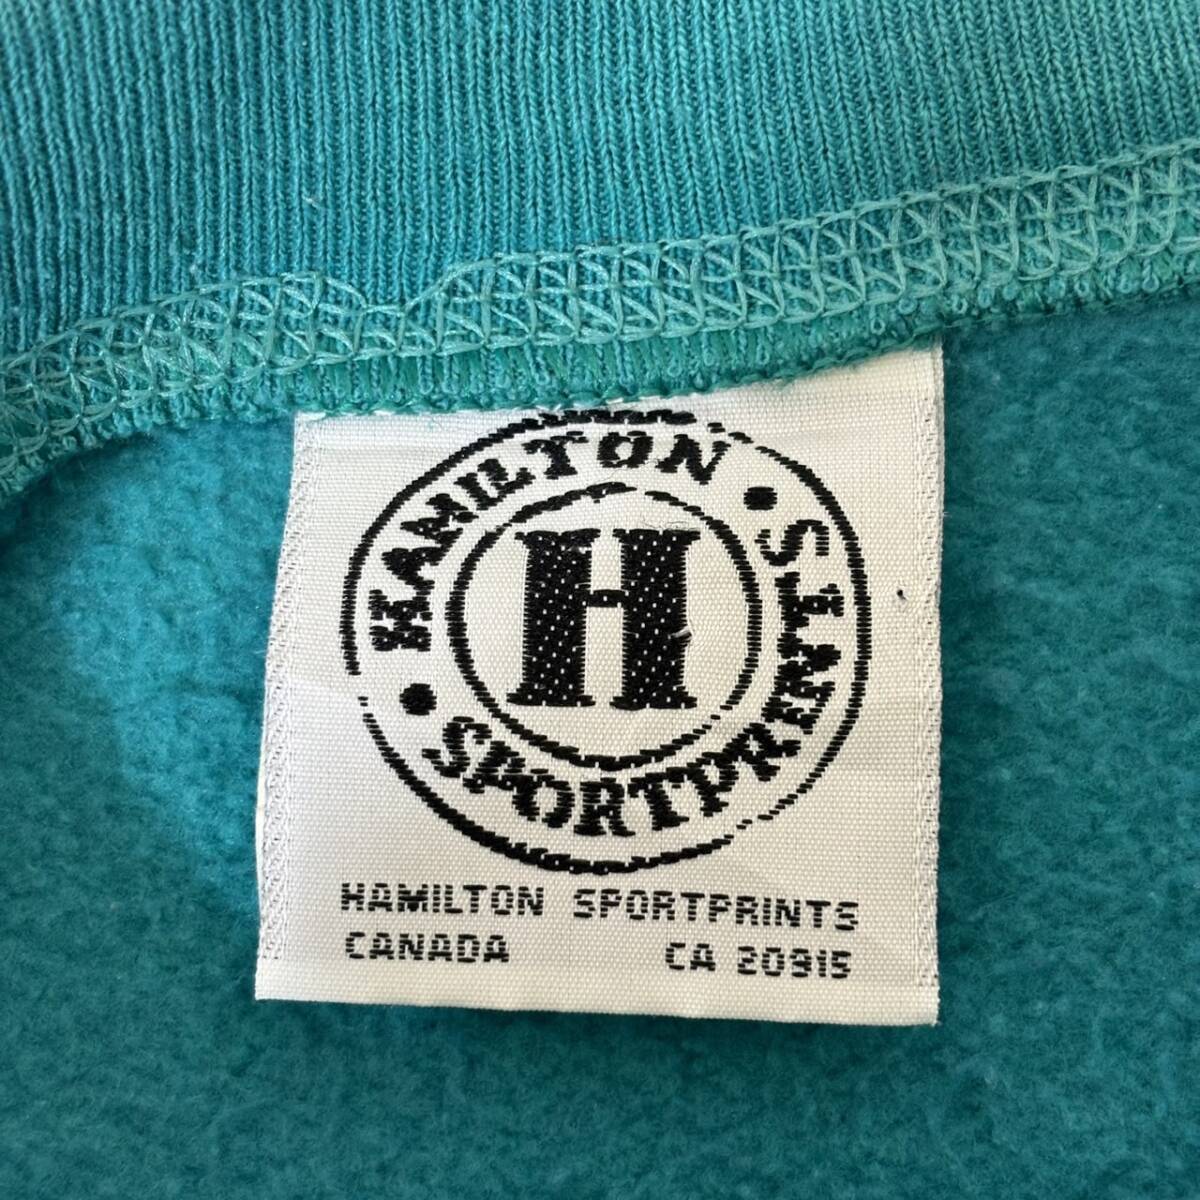 HAMILTON
SPORTPRINTS
H
HAMILTON SPORTPRINTS
CANADA CA 20915